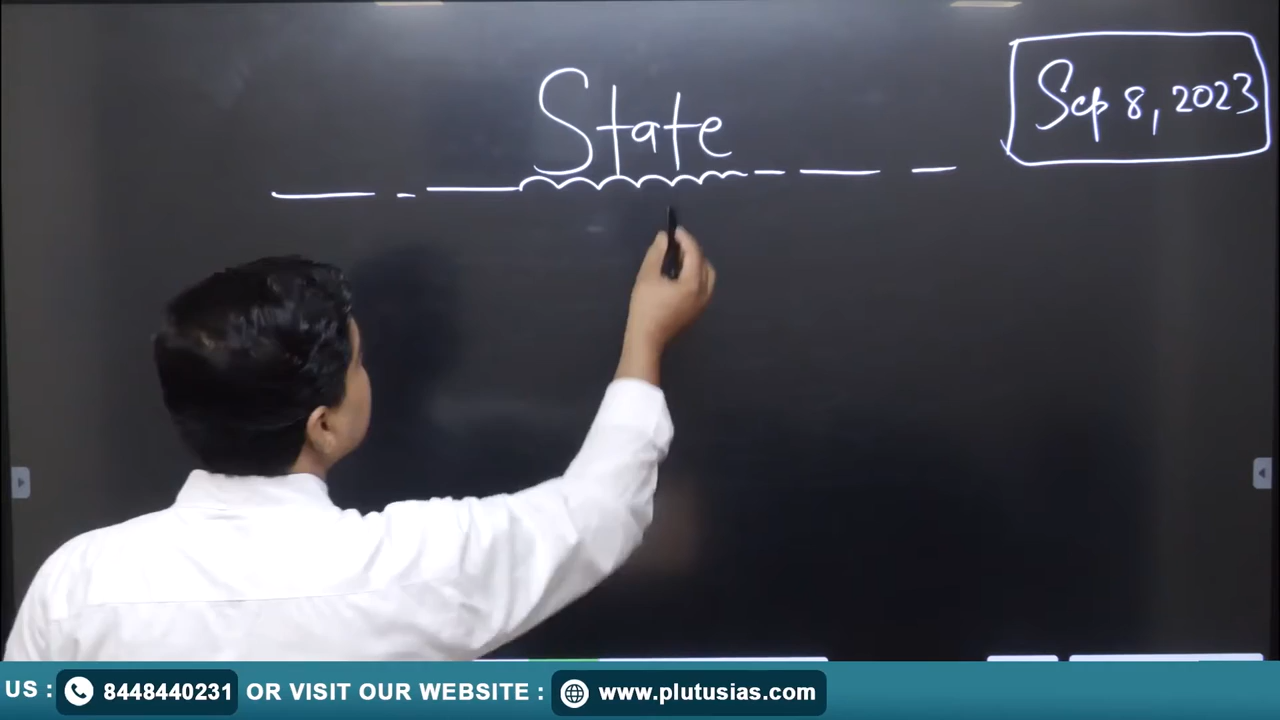 State
Sep 8, 2023
US : 8448440231 OR VISIT OUR WEBSITE : www.plutusias.com